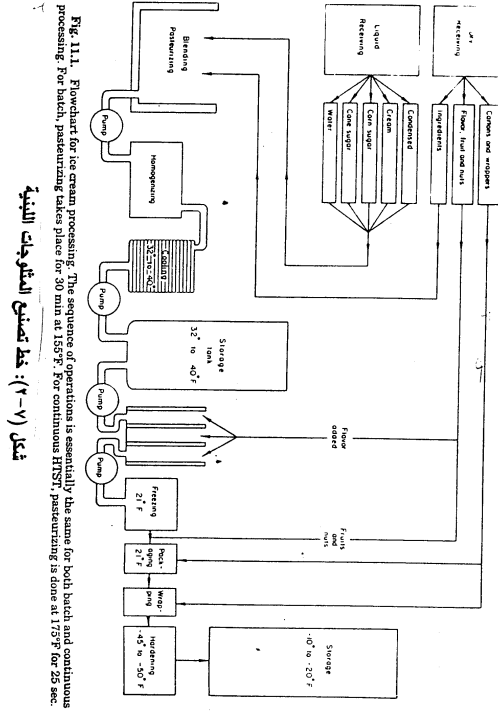 Dry
Receiving
Cartons and wrappers
Flavor, fruit and nuts
Ingredients
Liquid
Receiving
Condensed
Cream
Corn sugar
Cane sugar
Water
Blending
Pasteurizing
Pump
Homogenizing
Cooling
32° to 40°
Pump
Storage
tank
32°
to
40°F
Pump
Flavor
added
Pump
Freezing
21°F
Fruits
and
nuts
Pack-
aging
21°F
Wrap-
ping
Hardening
-45° to -50°F
Storage
-10° to -20°F
Fig. 11.1. Flowchart for ice cream processing. The sequence of operations is essentially the same for both batch and continuous
processing. For batch, pasteurizing takes place for 30 min at 155°F. For continuous HTST, pasteurizing is done at 175°F for 25 sec.
شكل (٧-٢): خط تصنيع المثلوجات اللبنية